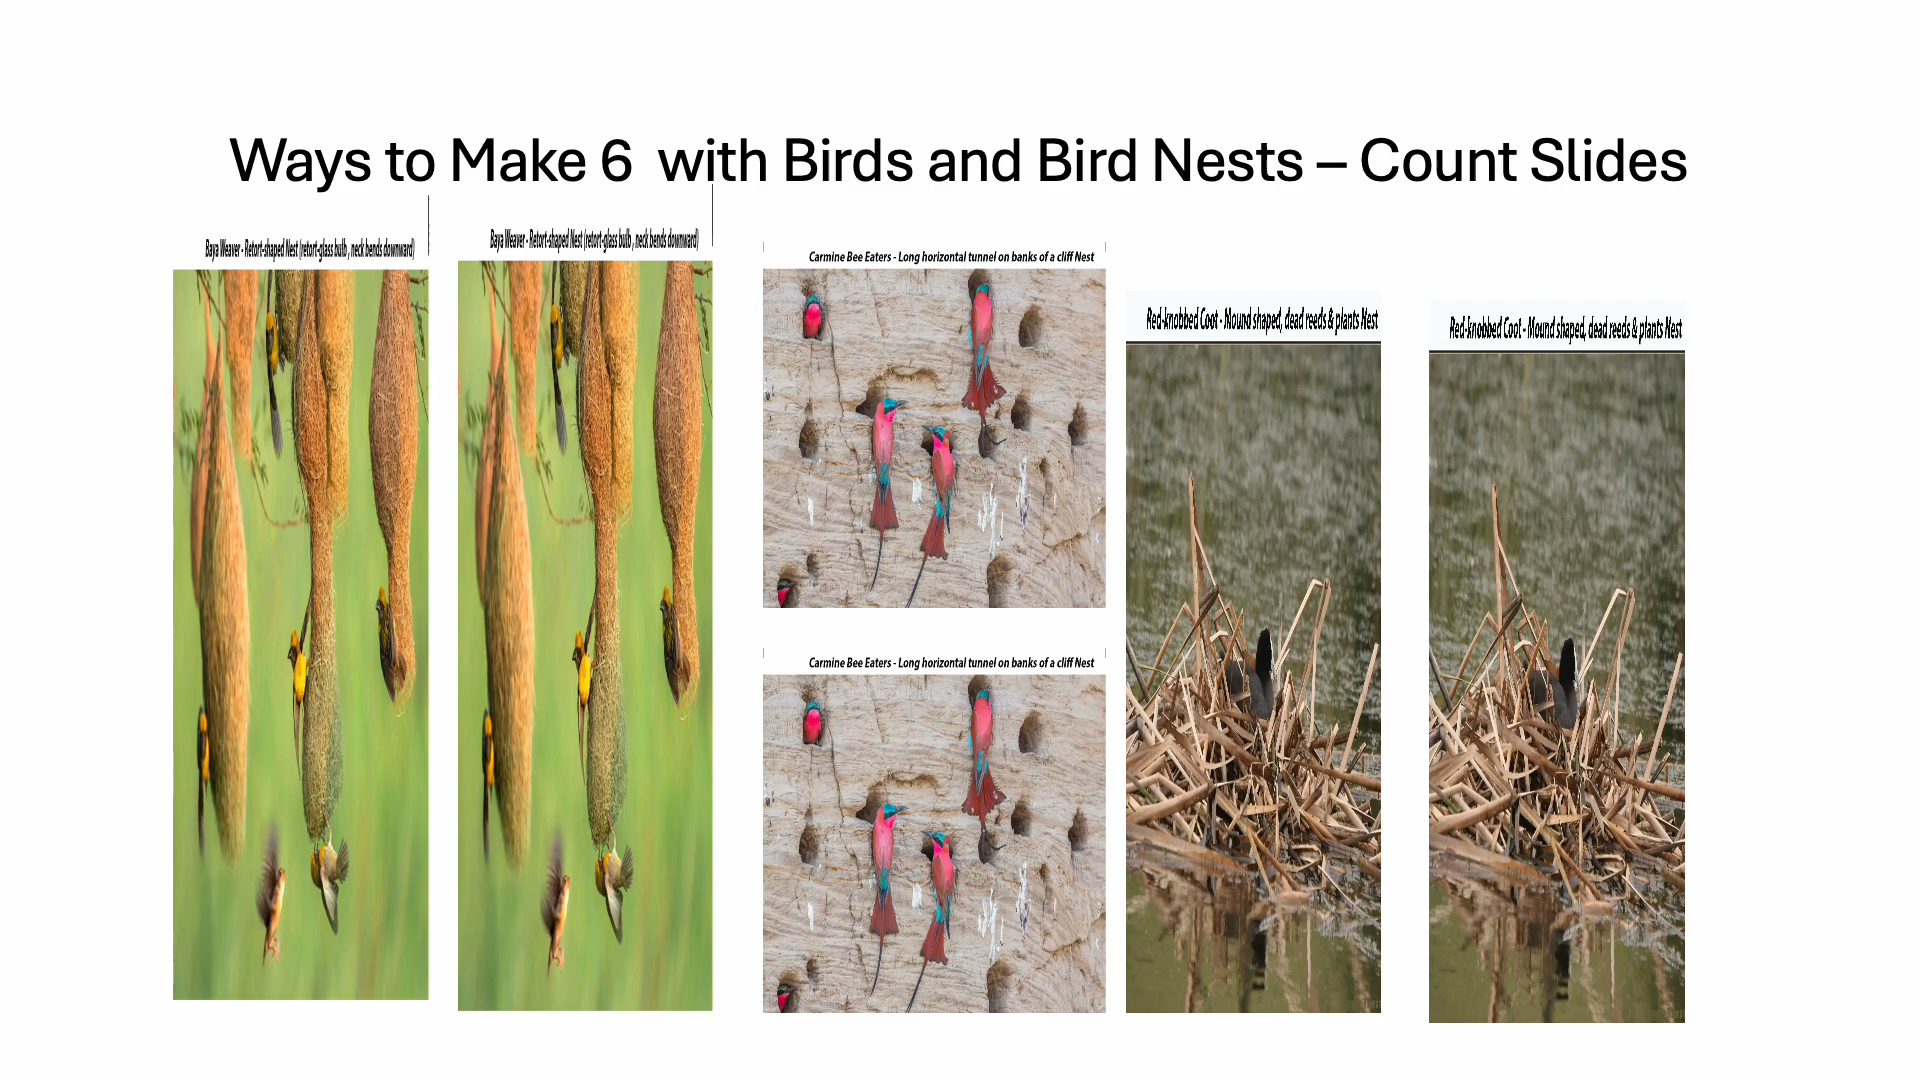 Ways to Make 6  with Birds and Bird Nests – Count Slides
Baya Weaver - Retort-shaped Nest (retort-glass bulb , neck bends downward)
Baya Weaver - Retort-shaped Nest (retort-glass bulb , neck bends downward)
Carmine Bee Eaters - Long horizontal tunnel on banks of a cliff Nest
Carmine Bee Eaters - Long horizontal tunnel on banks of a cliff Nest
Red-knobbed Coot - Mound shaped, dead reeds & plants Nest
Red-knobbed Coot - Mound shaped, dead reeds & plants Nest